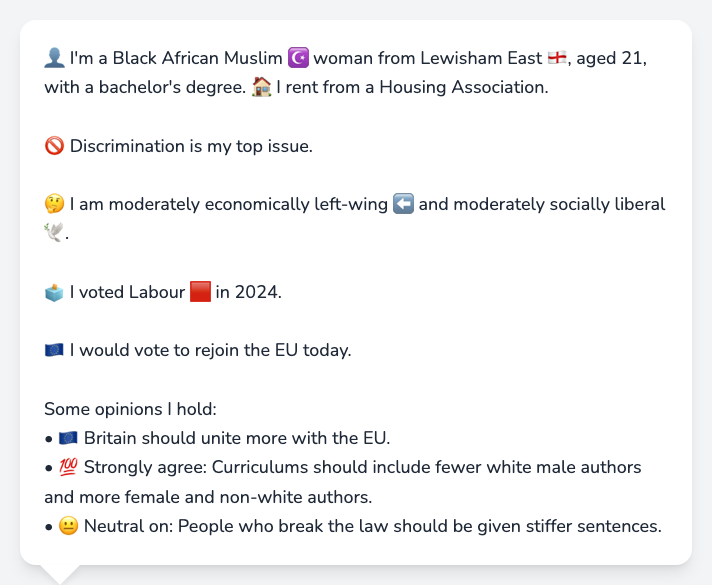 👤 I'm a Black African Muslim ☪️ woman from Lewisham East 🏴󠁧󠁢󠁥󠁮󠁧󠁿, aged 21,
with a bachelor's degree. 🏠 I rent from a Housing Association.
🚫 Discrimination is my top issue.
🤔 I am moderately economically left-wing ⬅️ and moderately socially liberal
🕊️.
🗳️ I voted Labour 🟥 in 2024.
🇪🇺 I would vote to rejoin the EU today.
Some opinions I hold:
• 🇪🇺 Britain should unite more with the EU.
• 💯 Strongly agree: Curriculums should include fewer white male authors
and more female and non-white authors.
• 😐 Neutral on: People who break the law should be given stiffer sentences.